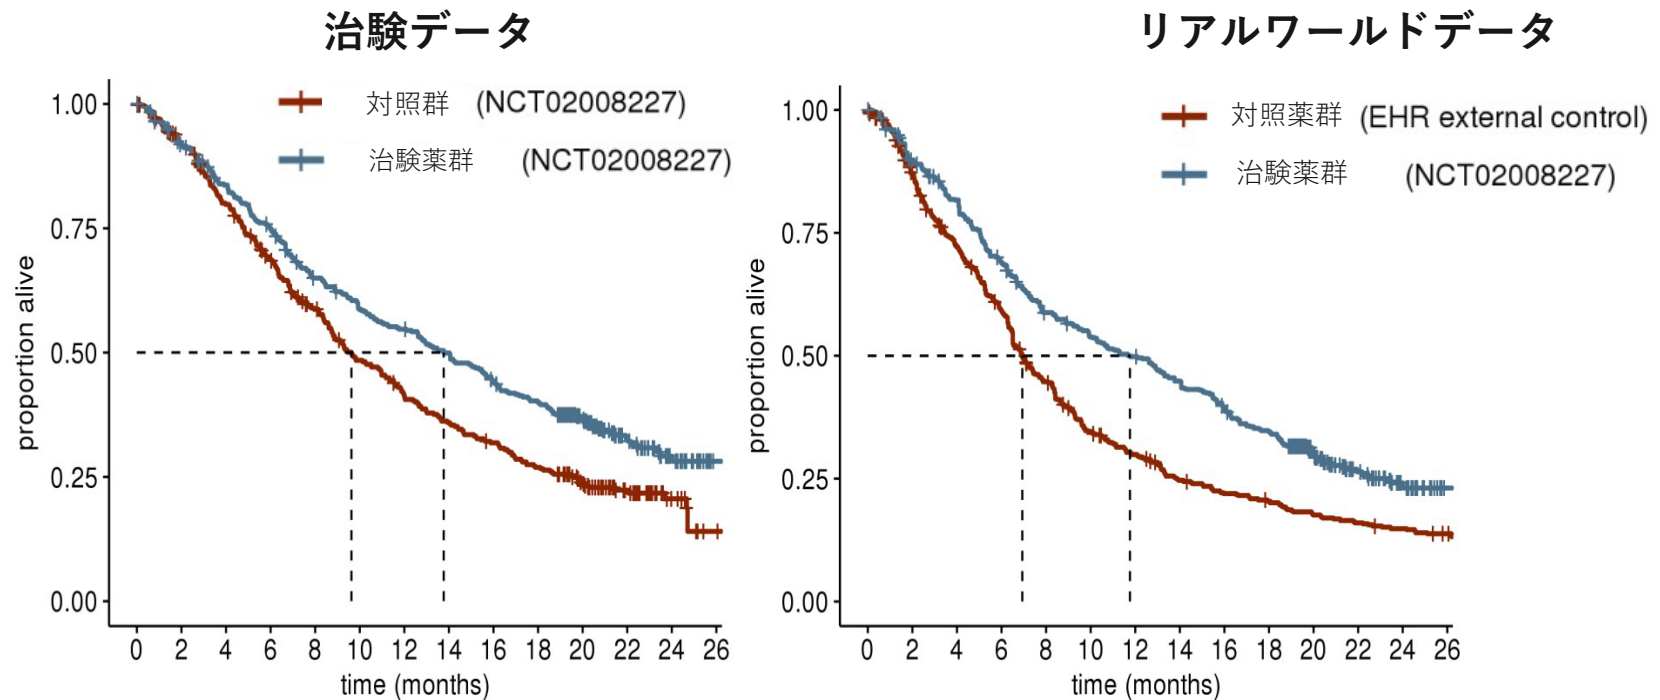 治験データ
対照群 (NCT02008227)
治験薬群 (NCT02008227)
proportion alive
1.00
0.75
0.50
0.25
0.00
0 2 4 6 8 10 12 14 16 18 20 22 24 26
time (months)
リアルワールドデータ
対照薬群 (EHR external control)
治験薬群 (NCT02008227)
proportion alive
1.00
0.75
0.50
0.25
0.00
0 2 4 6 8 10 12 14 16 18 20 22 24 26
time (months)